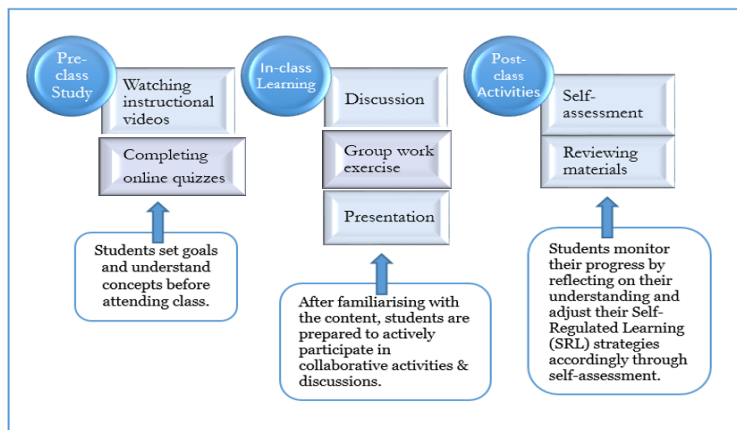 Pre-
class
Study
Watching
instructional
videos
Completing
online quizzes
Students set goals
and understand
concepts before
attending class.
In-class
Learning
Discussion
Group work
exercise
Presentation
After familiarising with
the content, students are
prepared to actively
participate in
collaborative activities &
discussions.
Post-
class
Activities
Self-
assessment
Reviewing
materials
Students monitor
their progress by
reflecting on their
understanding and
adjust their Self-
Regulated Learning
(SRL) strategies
accordingly through
self-assessment.